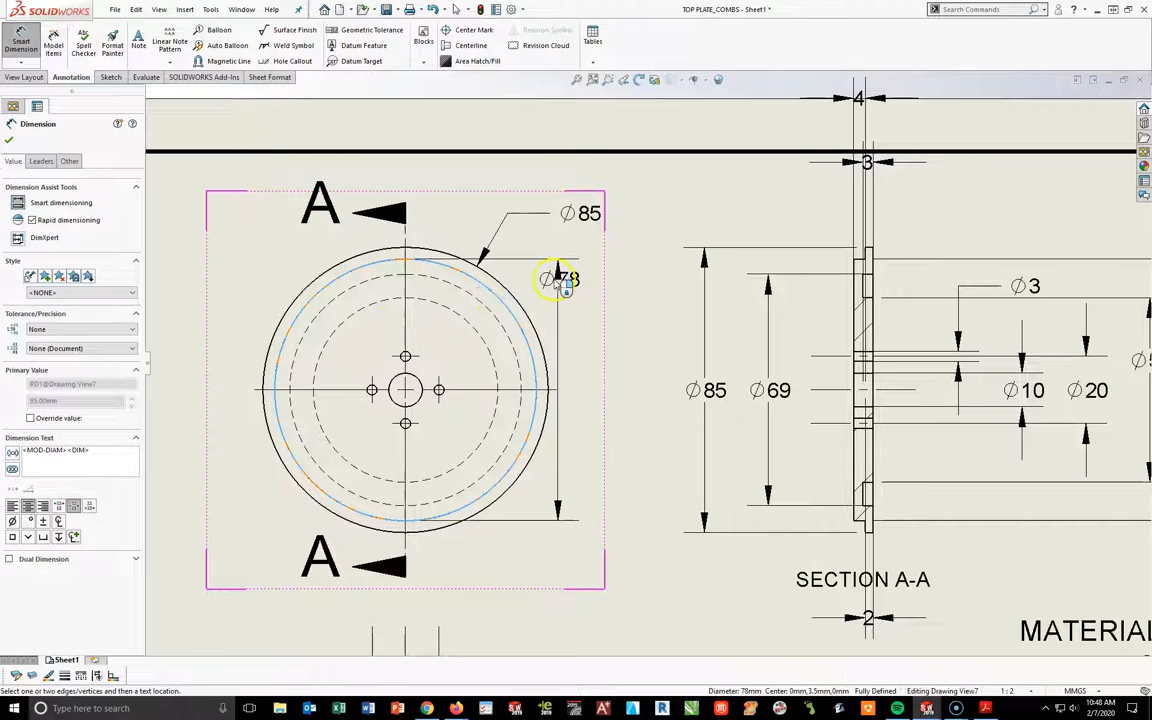 SOLIDWORKS
File Edit View Insert Tools Window Help
TOP PLATE_COMBS - Sheet1 *
Search Commands
Smart Dimension
Model Items
Spell Checker
Format Painter
Note
Linear Note Pattern
Balloon
Auto Balloon
Magnetic Line
Surface Finish
Weld Symbol
Hole Callout
Geometric Tolerance
Datum Feature
Datum Target
Blocks
Center Mark
Centerline
Area Hatch/Fill
Revision Symbol
Revision Cloud
Tables
View Layout Annotation Sketch Evaluate SOLIDWORKS Add-Ins Sheet Format
Dimension
Value Leaders Other
Dimension Assist Tools
Smart dimensioning
Rapid dimensioning
DimXpert
Style
<NONE>
Tolerance/Precision
None
None (Document)
Primary Value
RD1@Drawing View7
85.00mm
Override value:
Dimension Text
<MOD-DIAM><DIM>
Dual Dimension
A
∅85
∅78
A
4
3
∅3
∅85
∅69
∅10
∅20
SECTION A-A
2
MATERIAL
Sheet1
Select one or two edges/vertices and then a text location.
Diameter: 78mm Center: 0mm,3.5mm,0mm Fully Defined Editing Drawing View7 1 : 2 MMGS
Type here to search
10:48 AM
2/7/2020